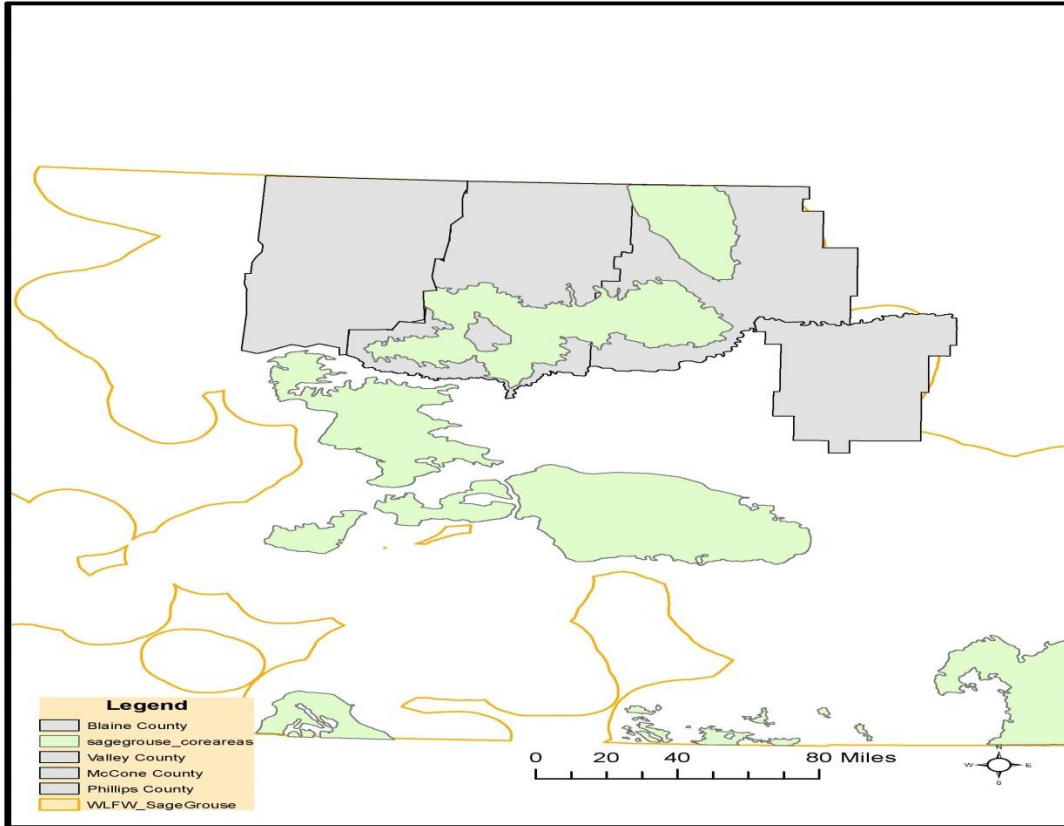 Legend
Blaine County
sagegrouse_coreareas
Valley County
McCone County
Phillips County
WLFW_SageGrouse
0 20 40 80 Miles
N
W E
S